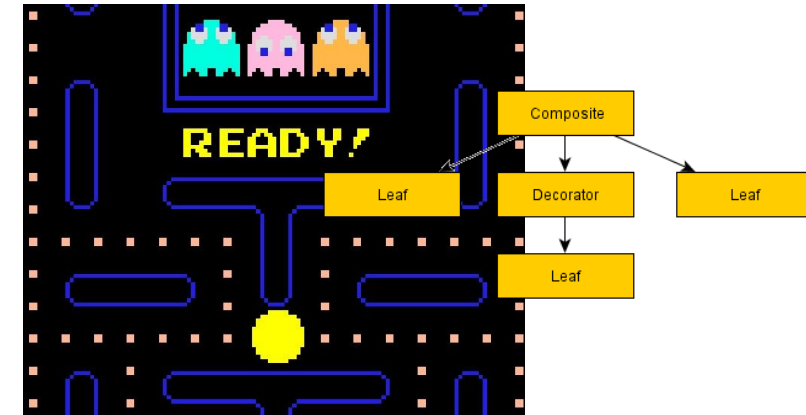 READY!
Composite
Leaf
Decorator
Leaf
Leaf